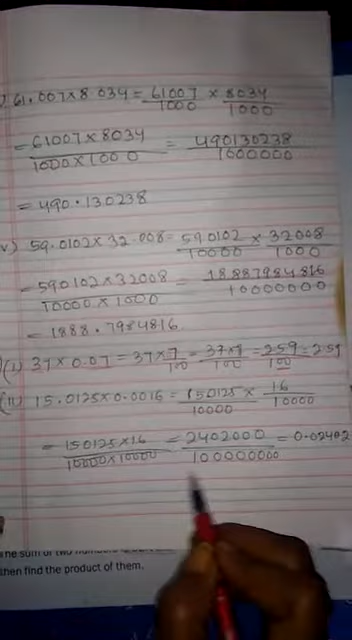 61.007×8.034 = 61007/1000 × 8034/1000
= 61007×8034/1000×1000 = 490130238/1000000
= 490.130238
v) 59.0102×32.008= 590102/10000 × 32008/1000
= 590102×32008/10000×1000 = 18887984816/10000000
= 1888.7984816
(i) 37×0.07 = 37×7/100 = 37×7/100 = 259/100 = 2.59
(ii) 15.0125×0.0016 = 150125/10000 × 16/10000
= 150125×16/10000×10000 = 2402000/100000000 = 0.02402
The sum of two numbers
then find the product of them.